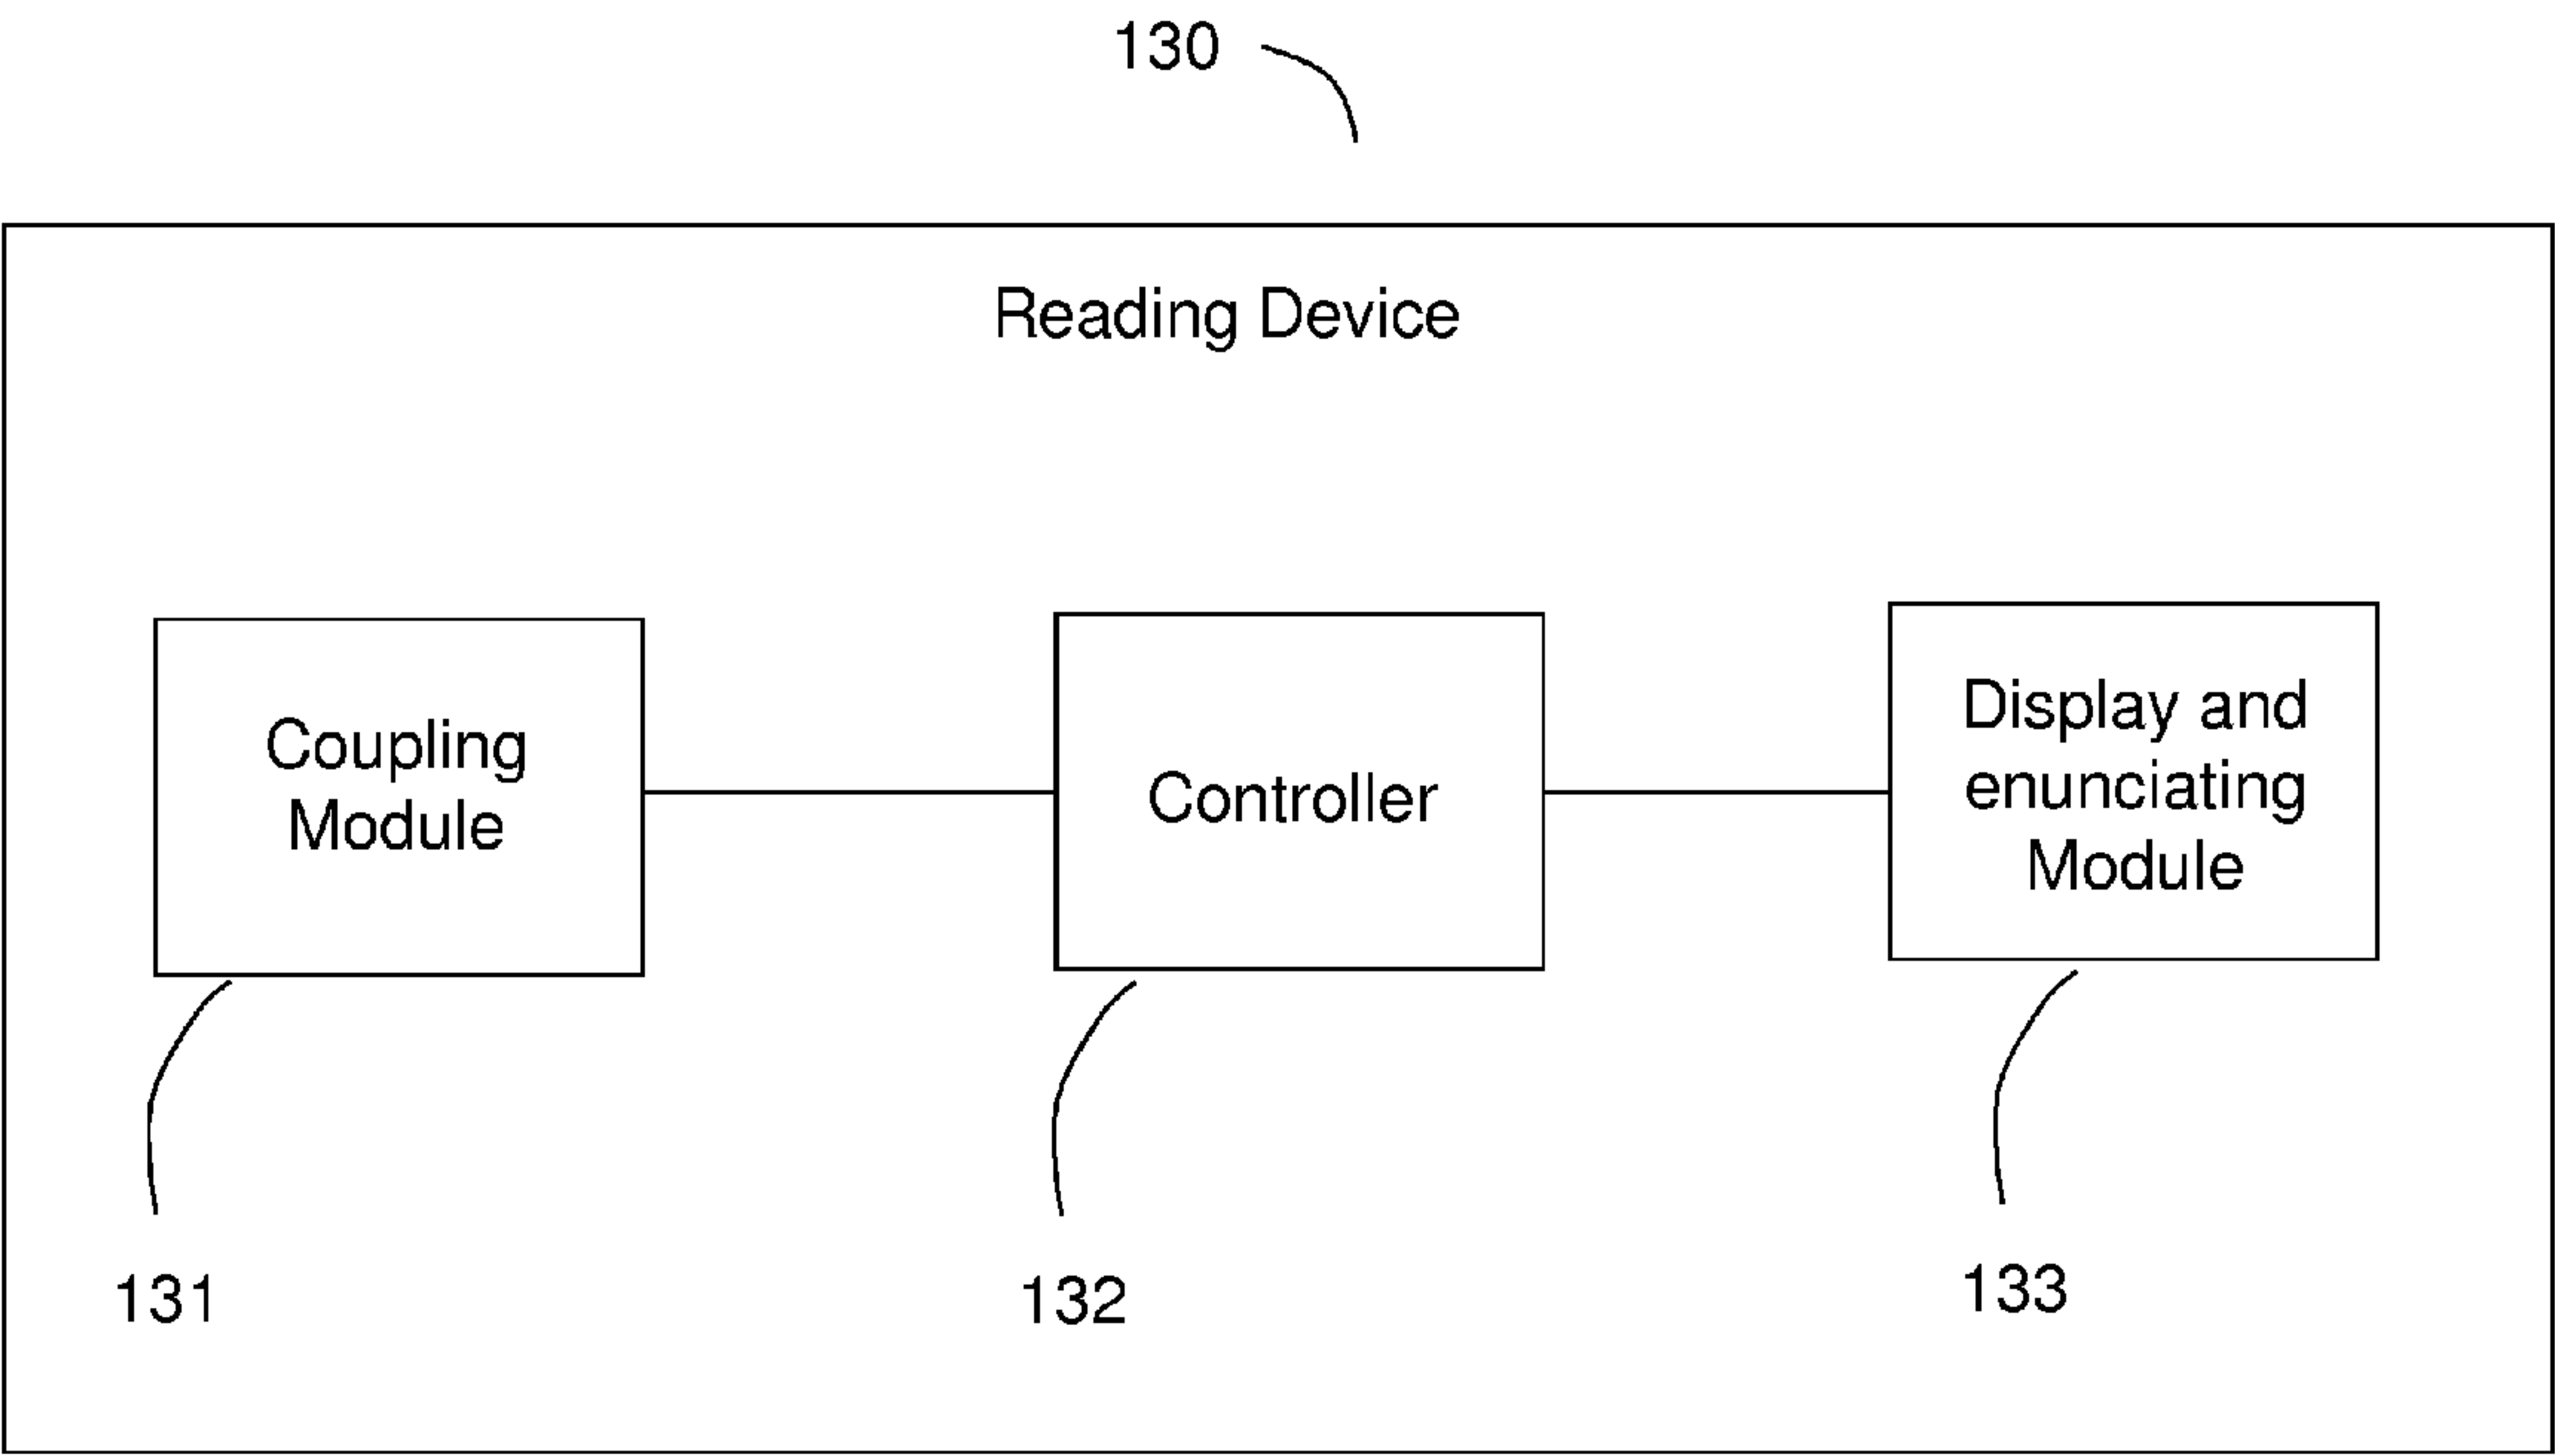 130
Reading Device
Coupling
Module
Controller
Display and
enunciating
Module
131
132
133